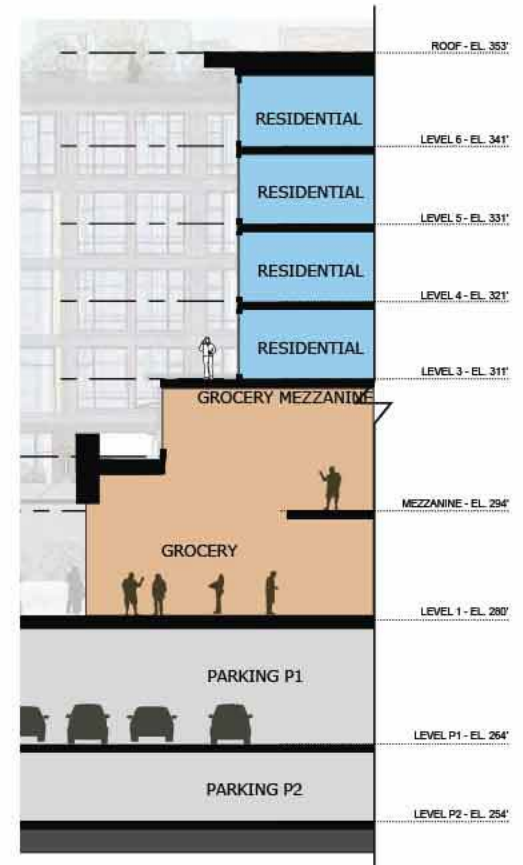 ROOF - EL. 353'
RESIDENTIAL
LEVEL 6 - EL. 341'
RESIDENTIAL
LEVEL 5 - EL. 331'
RESIDENTIAL
LEVEL 4 - EL. 321'
RESIDENTIAL
LEVEL 3 - EL. 311'
GROCERY MEZZANINE
MEZZANINE - EL. 294'
GROCERY
LEVEL 1 - EL. 280'
PARKING P1
LEVEL P1 - EL. 264'
PARKING P2
LEVEL P2 - EL. 254'